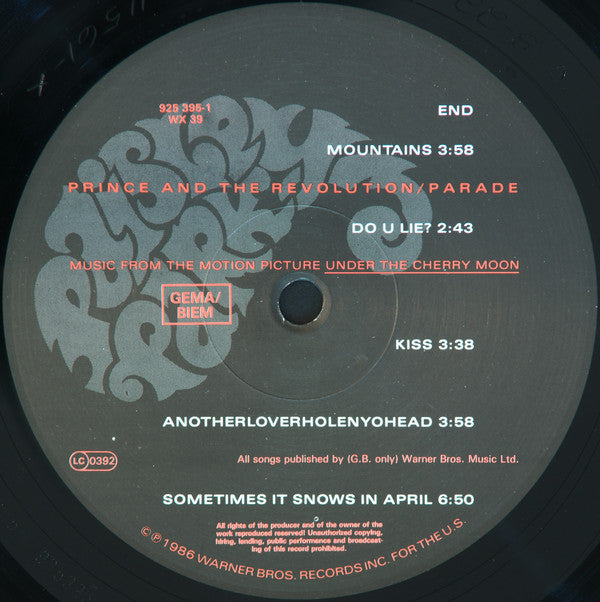 925 395-1
WX 39
END
MOUNTAINS 3:58
PRINCE AND THE REVOLUTION/PARADE
DO U LIE? 2:43
MUSIC FROM THE MOTION PICTURE UNDER THE CHERRY MOON
GEMA/
BIEM
KISS 3:38
ANOTHERLOVERHOLENYOHEAD 3:58
LC 0392
All songs published by (G.B. only) Warner Bros. Music Ltd.
SOMETIMES IT SNOWS IN APRIL 6:50
All rights of the producer and of the owner of the
work reproduced reserved! Unauthorized copying,
hiring, lending, public performance and broadcast-
ing of this record prohibited.
©℗1986 WARNER BROS. RECORDS INC. FOR THE U.S.
PAISLEY
PARK